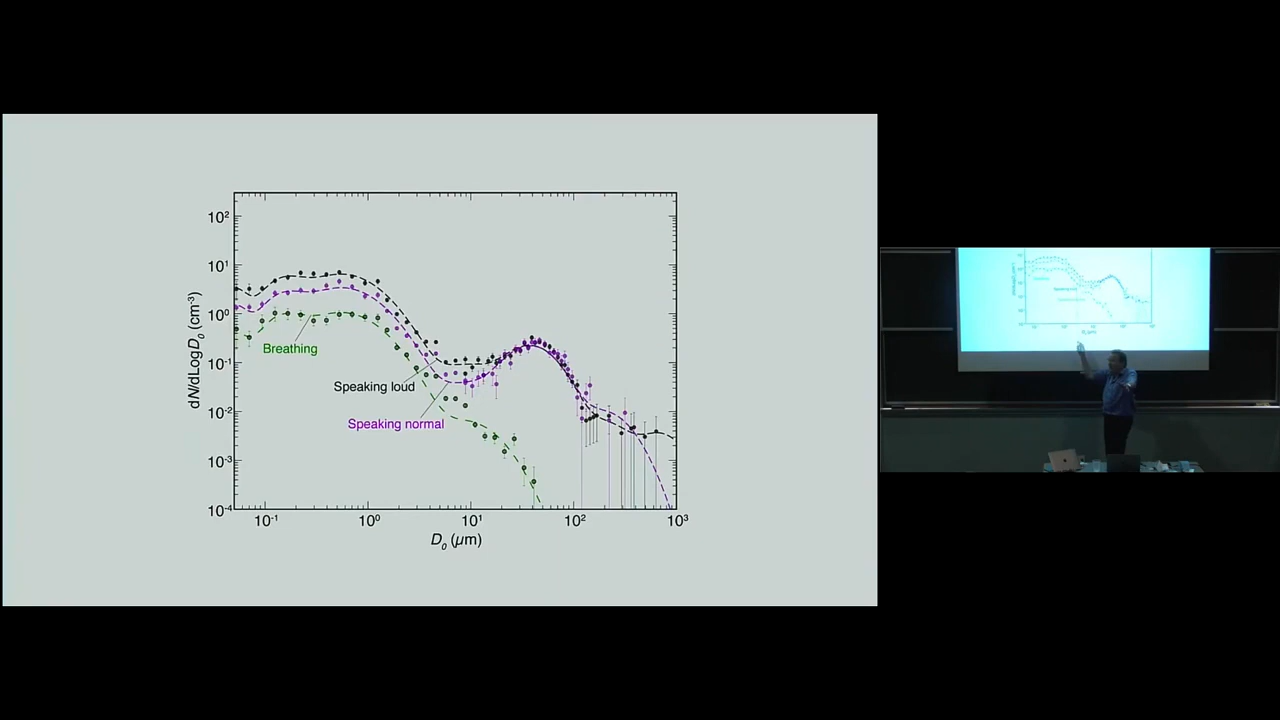 10²
10¹
10⁰
10⁻¹
10⁻²
10⁻³
10⁻⁴
dN/dLogD₀ (cm⁻³)
Breathing
Speaking loud
Speaking normal
10⁻¹
10⁰
10¹
10²
10³
D₀ (µm)